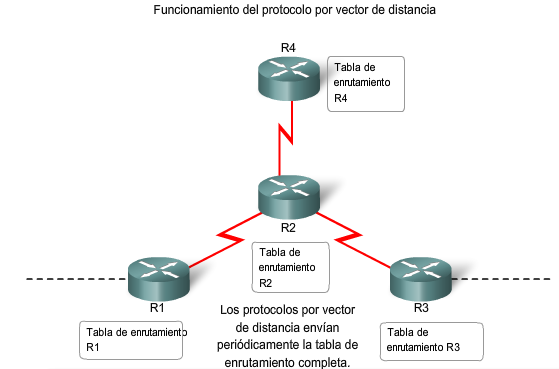 Funcionamiento del protocolo por vector de distancia
R4
Tabla de
enrutamiento
R4
R2
Tabla de
enrutamiento
R2
R1
Tabla de enrutamiento
R1
R3
Tabla de
enrutamiento R3
Los protocolos por vector
de distancia envían
periódicamente la tabla de
enrutamiento completa.